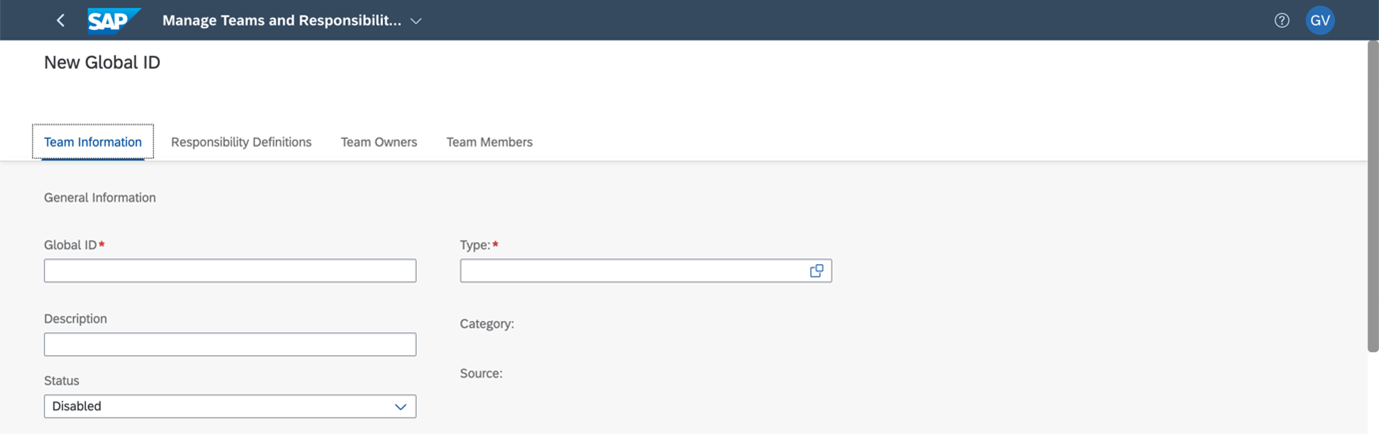 SAP Manage Teams and Responsibilit... GV
New Global ID
Team Information Responsibility Definitions Team Owners Team Members
General Information
Global ID* Type:*
Description
Category:
Status
Source:
Disabled